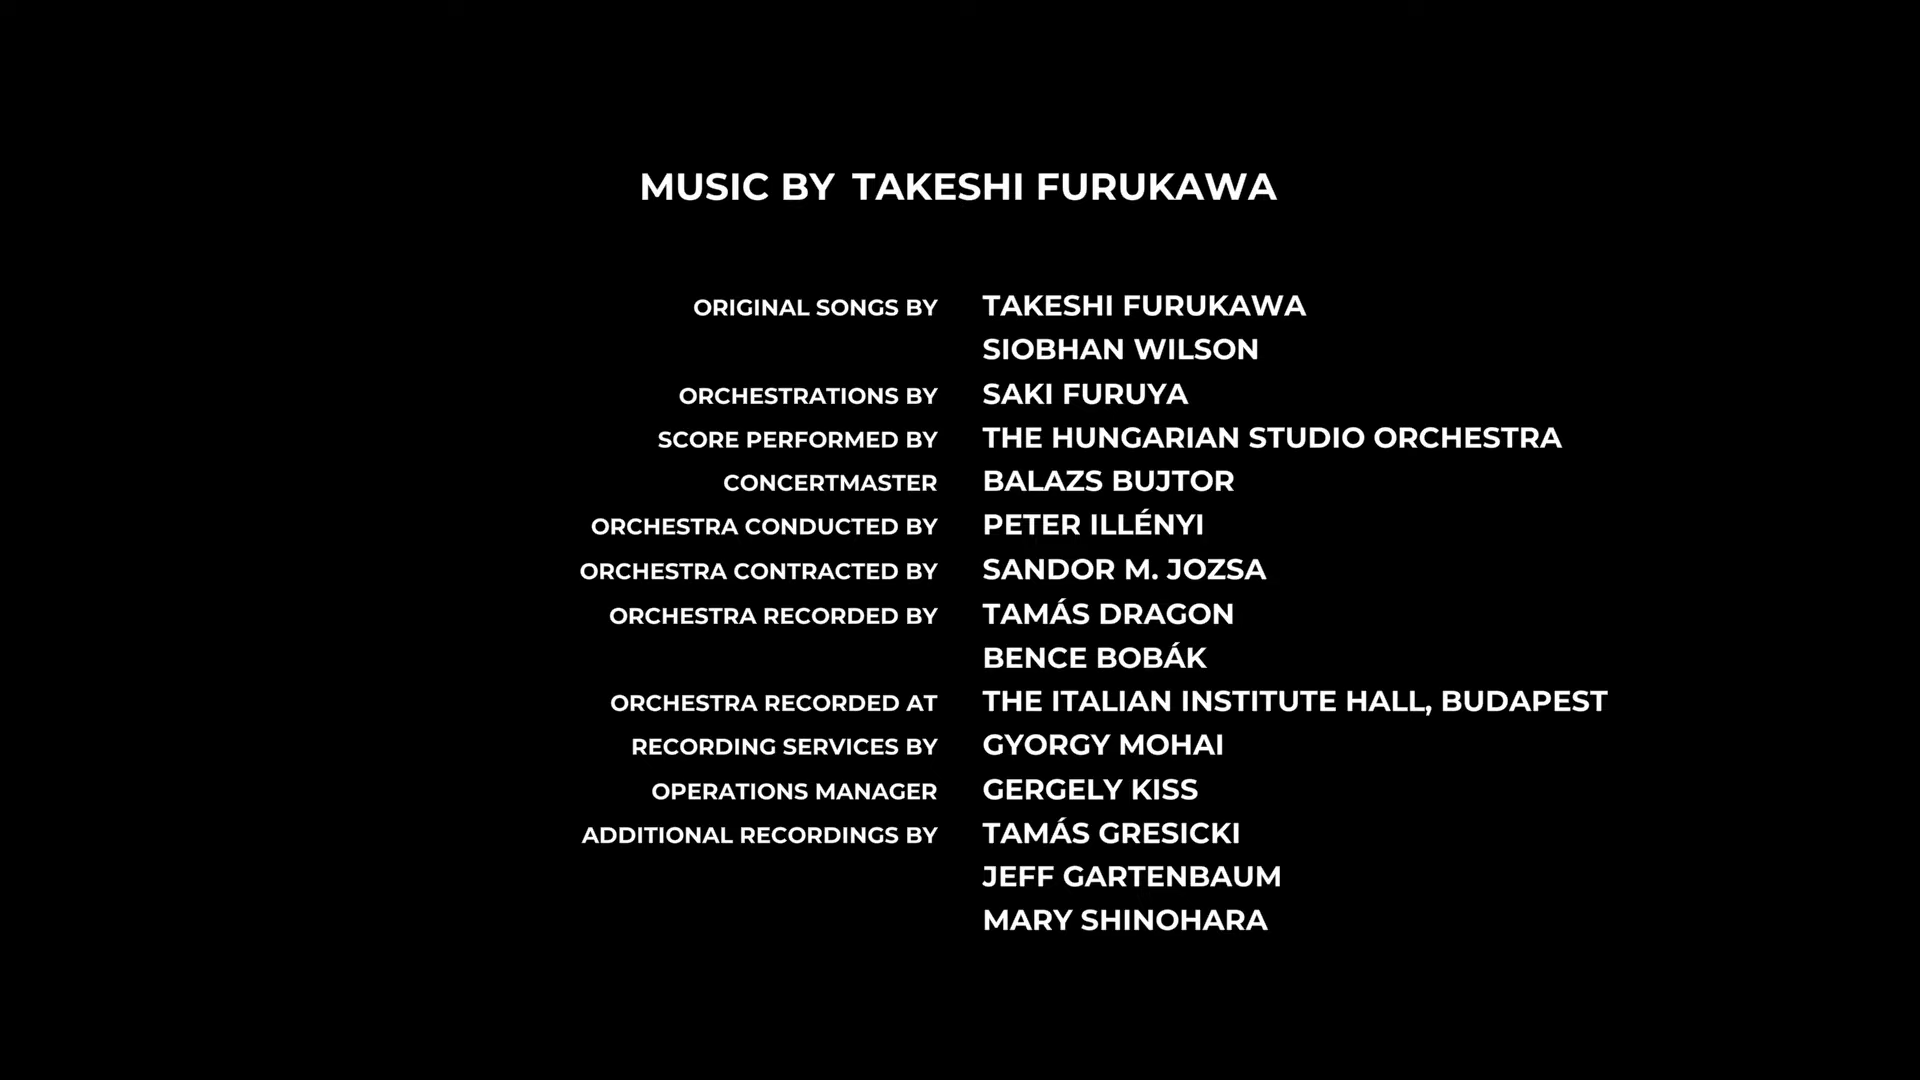 MUSIC BY TAKESHI FURUKAWA
ORIGINAL SONGS BY TAKESHI FURUKAWA
SIOBHAN WILSON
ORCHESTRATIONS BY SAKI FURUYA
SCORE PERFORMED BY THE HUNGARIAN STUDIO ORCHESTRA
CONCERTMASTER BALAZS BUJTOR
ORCHESTRA CONDUCTED BY PETER ILLÉNYI
ORCHESTRA CONTRACTED BY SANDOR M. JOZSA
ORCHESTRA RECORDED BY TAMÁS DRAGON
BENCE BOBÁK
ORCHESTRA RECORDED AT THE ITALIAN INSTITUTE HALL, BUDAPEST
RECORDING SERVICES BY GYORGY MOHAI
OPERATIONS MANAGER GERGELY KISS
ADDITIONAL RECORDINGS BY TAMÁS GRESICKI
JEFF GARTENBAUM
MARY SHINOHARA